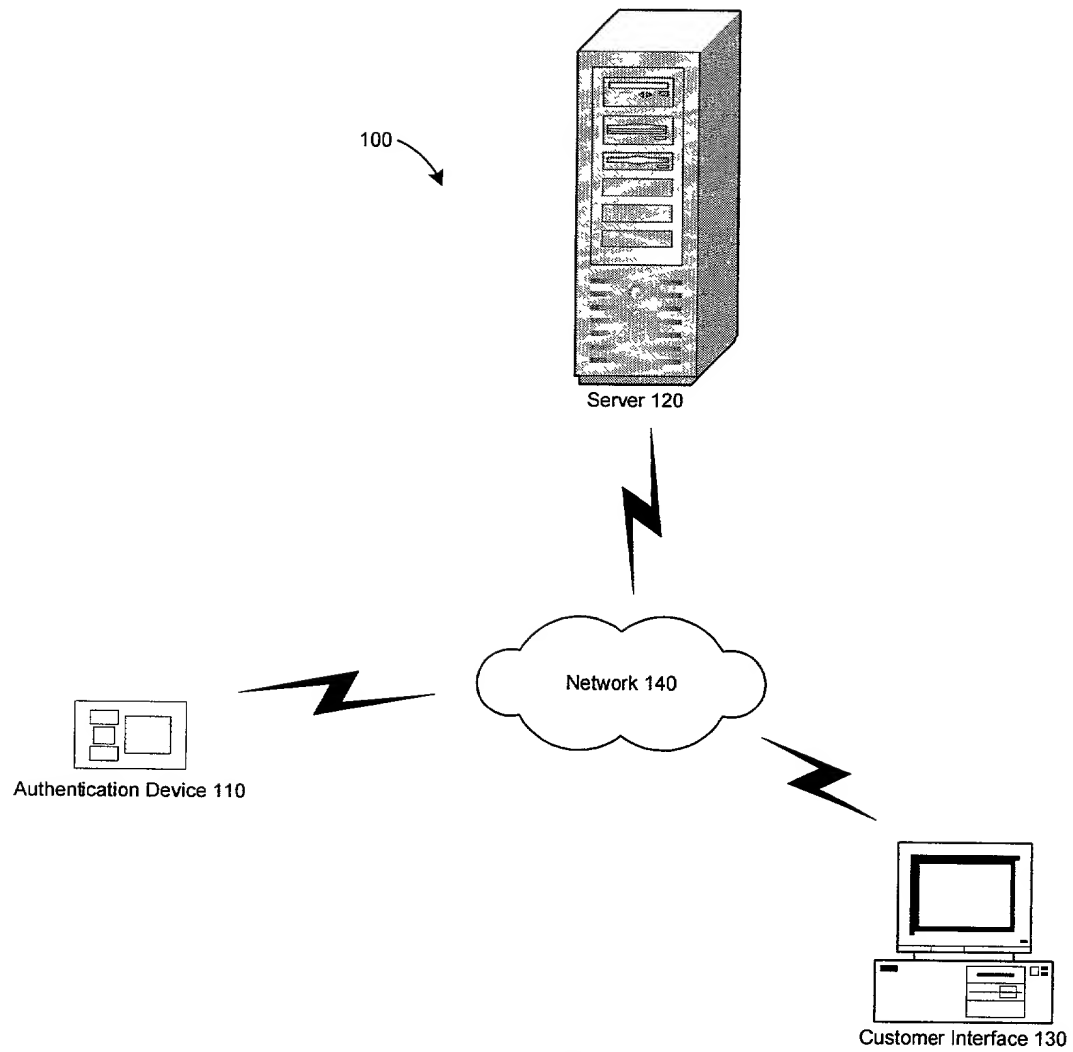 100
Server 120
Network 140
Authentication Device 110
Customer Interface 130